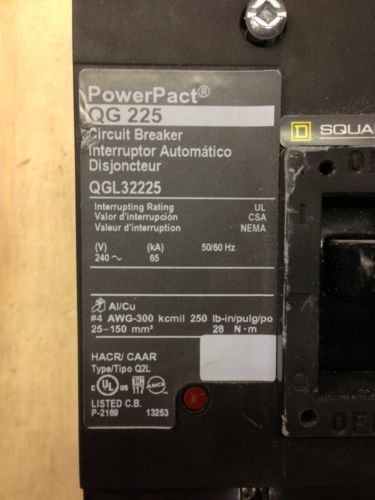 PowerPact®
QG 225
Circuit Breaker
Interruptor Automático
Disjoncteur
QGL32225
Interrupting Rating UL
Valor d'interrupción CSA
Valeur d'interruption NEMA
(V) (kA) 50/60 Hz
240 ~ 65
Al/Cu
#4 AWG-300 kcmil 250 lb-in/pulg/po
25-150 mm² 28 N·m
HACR/ CAAR
Type/Tipo Q2L
UL ANCE
LISTED C.B.
P-2169 13253
D SQUA